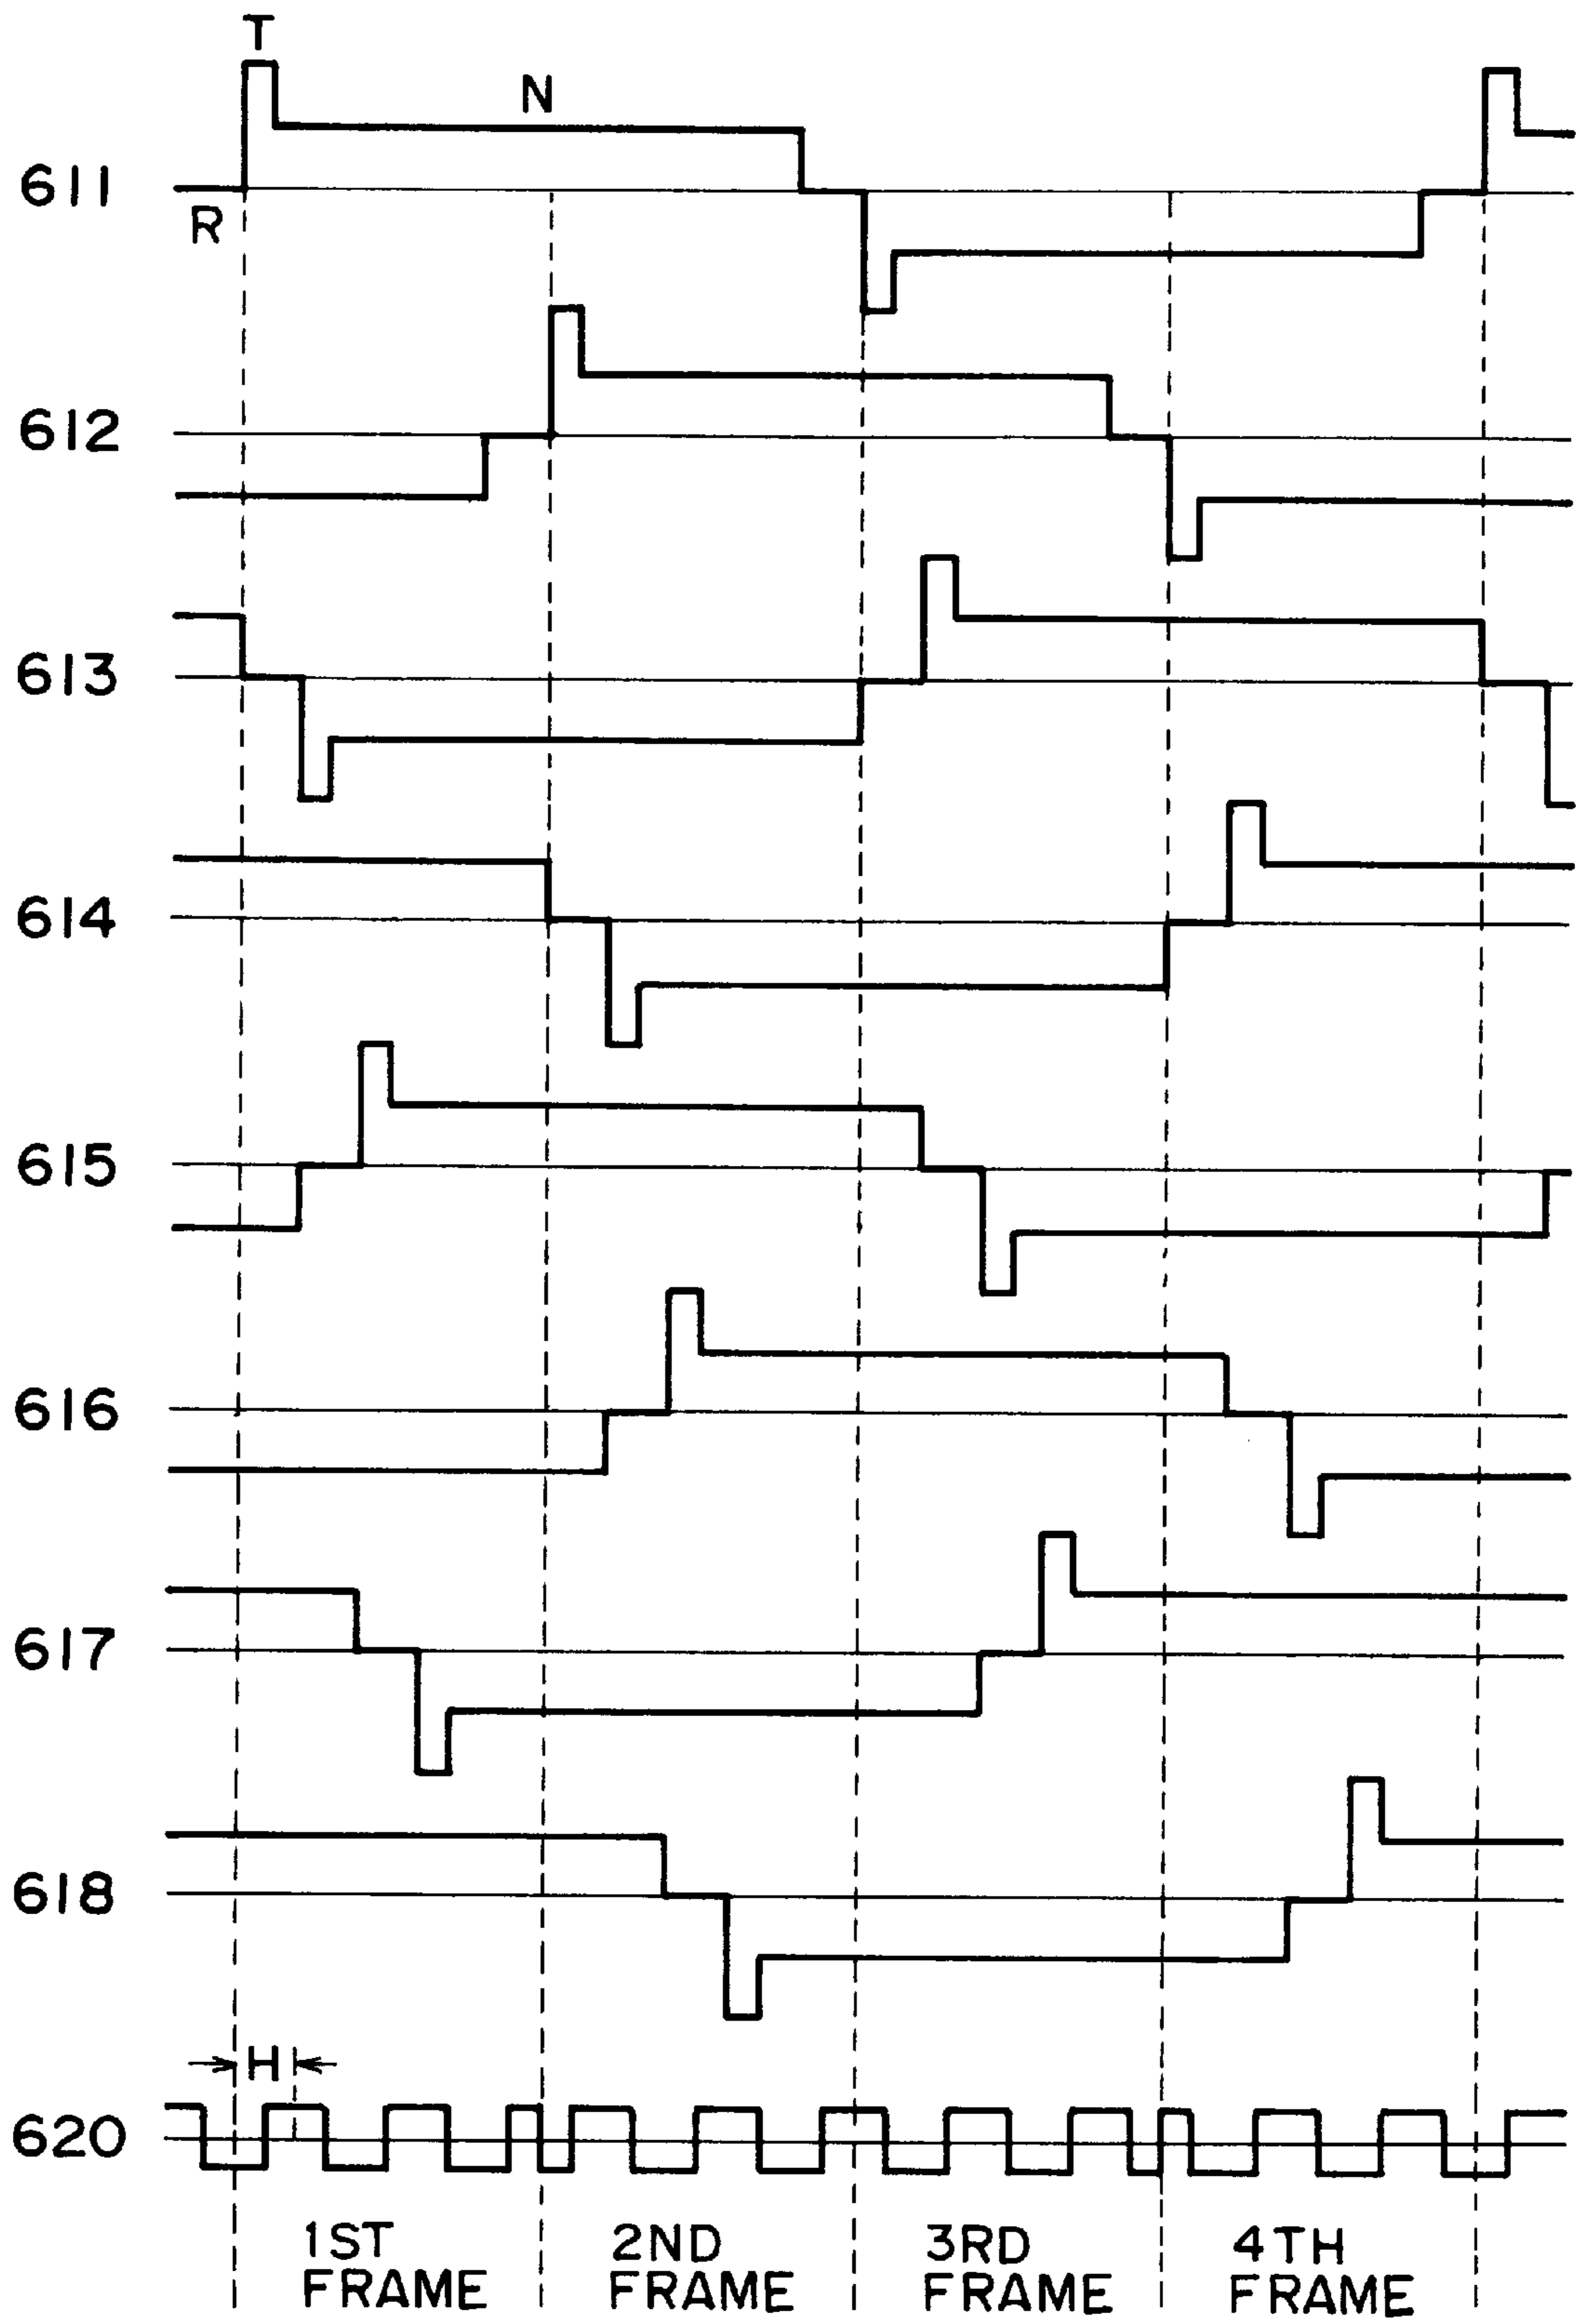 T
N
611
R
612
613
614
615
616
617
618
H
620
1ST FRAME
2ND FRAME
3RD FRAME
4TH FRAME